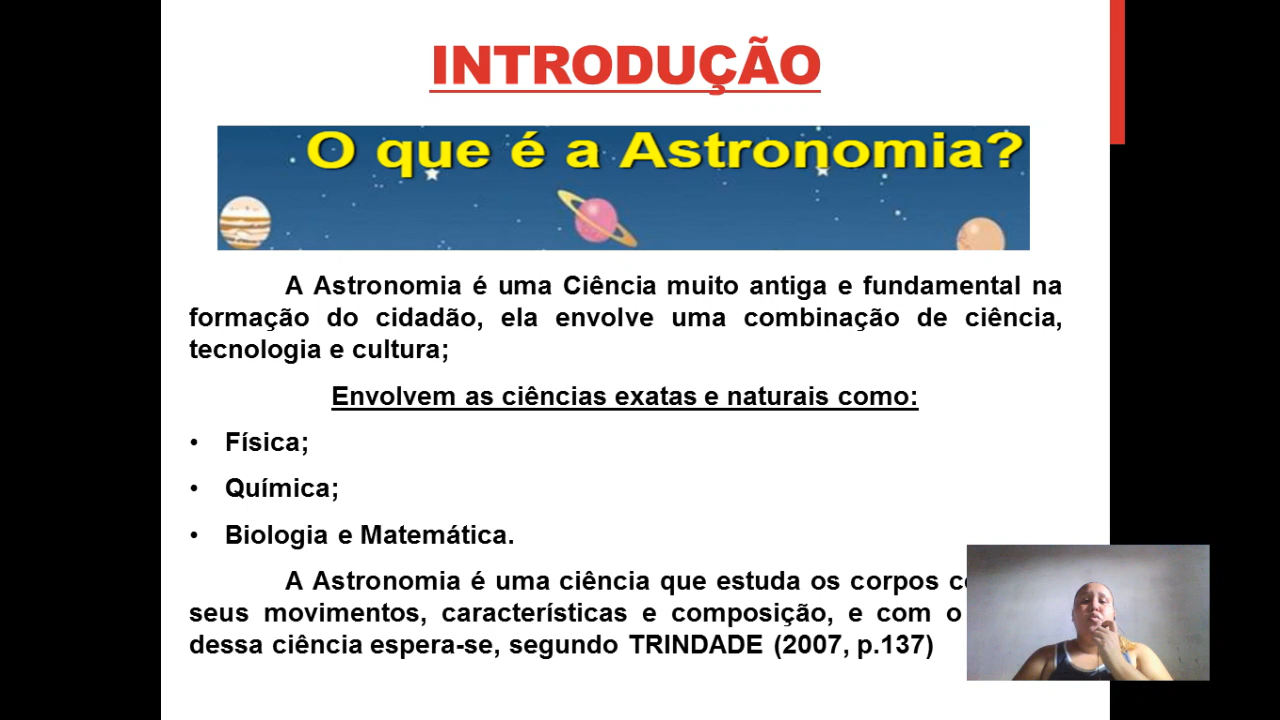 INTRODUÇÃO
O que é a Astronomia?
A Astronomia é uma Ciência muito antiga e fundamental na
formação do cidadão, ela envolve uma combinação de ciência,
tecnologia e cultura;
Envolvem as ciências exatas e naturais como:
• Física;
• Química;
• Biologia e Matemática.
A Astronomia é uma ciência que estuda os corpos
seus movimentos, características e composição, e com o
dessa ciência espera-se, segundo TRINDADE (2007, p.137)